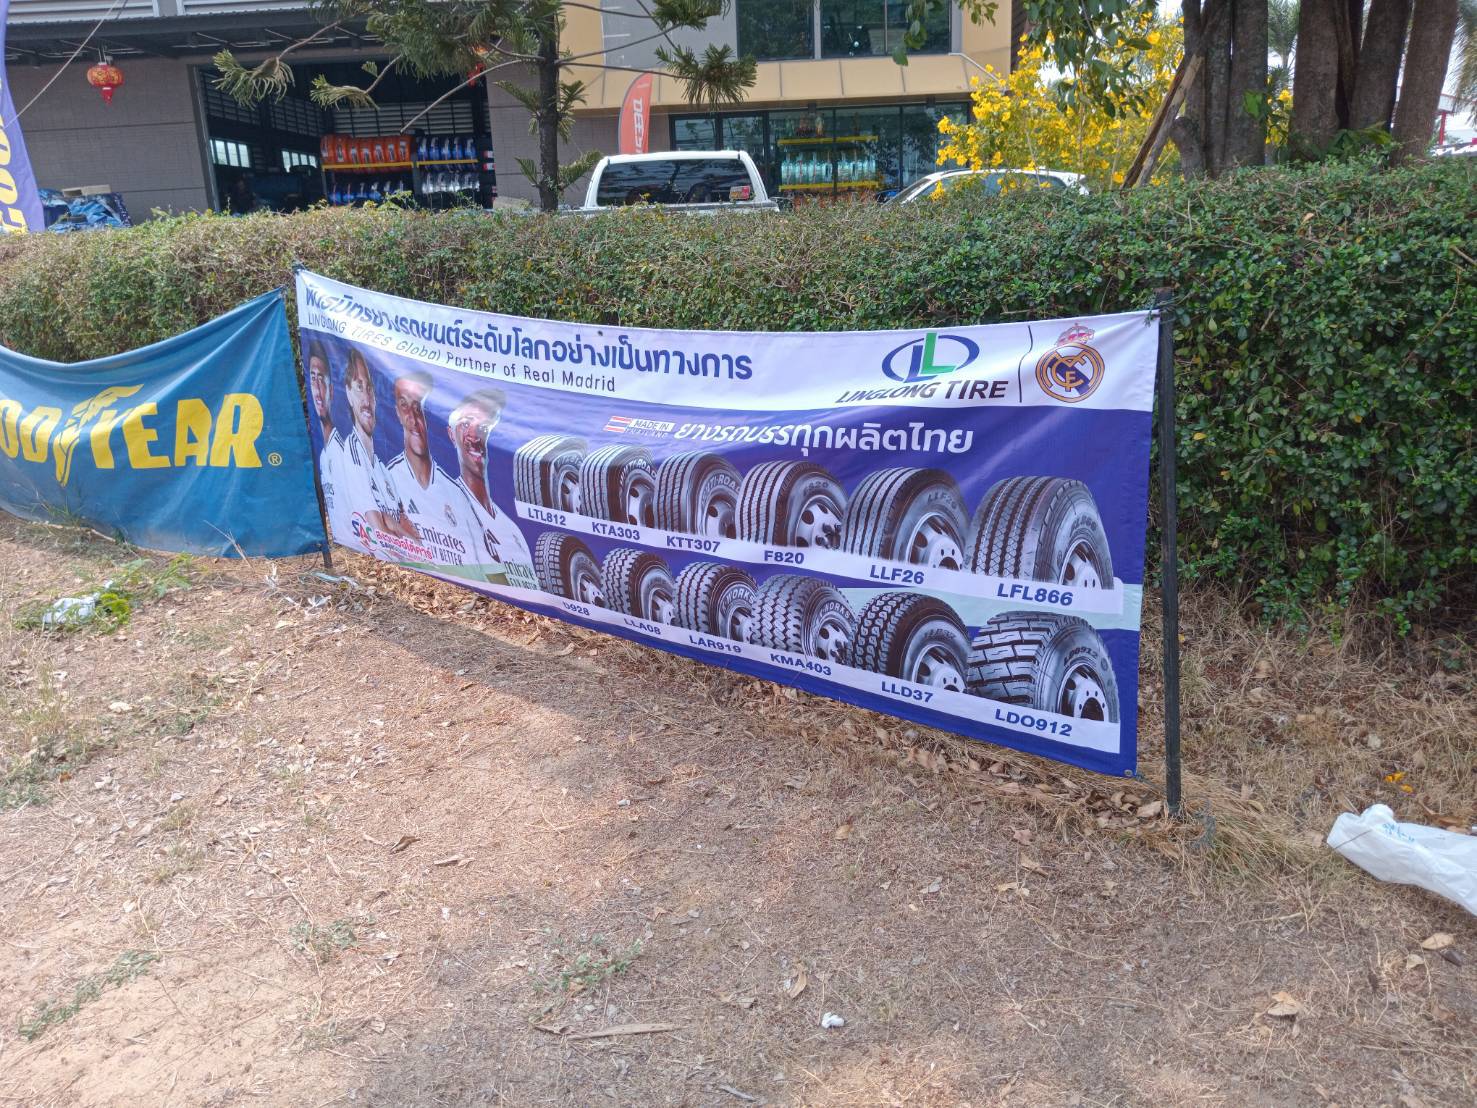 GOODYEAR®
พันธมิตรยางรถยนต์ระดับโลกอย่างเป็นทางการ
LINGLONG TIRES Global Partner of Real Madrid
LINGLONG TIRE
MADE IN THAILAND
ยางรถบรรทุกผลิตไทย
LTL812 KTA303 KTT307 F820 LLF26 LFL866
D928 LLA08 LAR919 KMA403 LLD37 LDO912
Emirates
FLY BETTER